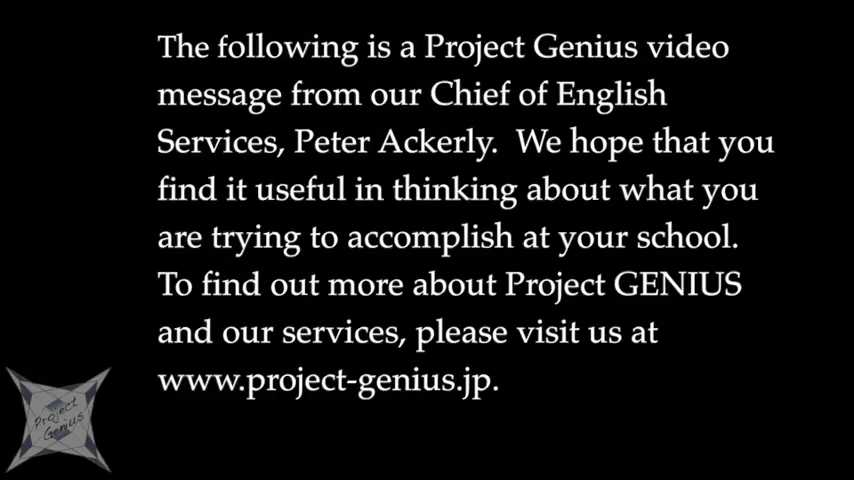 The following is a Project Genius video
message from our Chief of English
Services, Peter Ackerly.  We hope that you
find it useful in thinking about what you
are trying to accomplish at your school.
To find out more about Project GENIUS
and our services, please visit us at
www.project-genius.jp.
Project
Genius